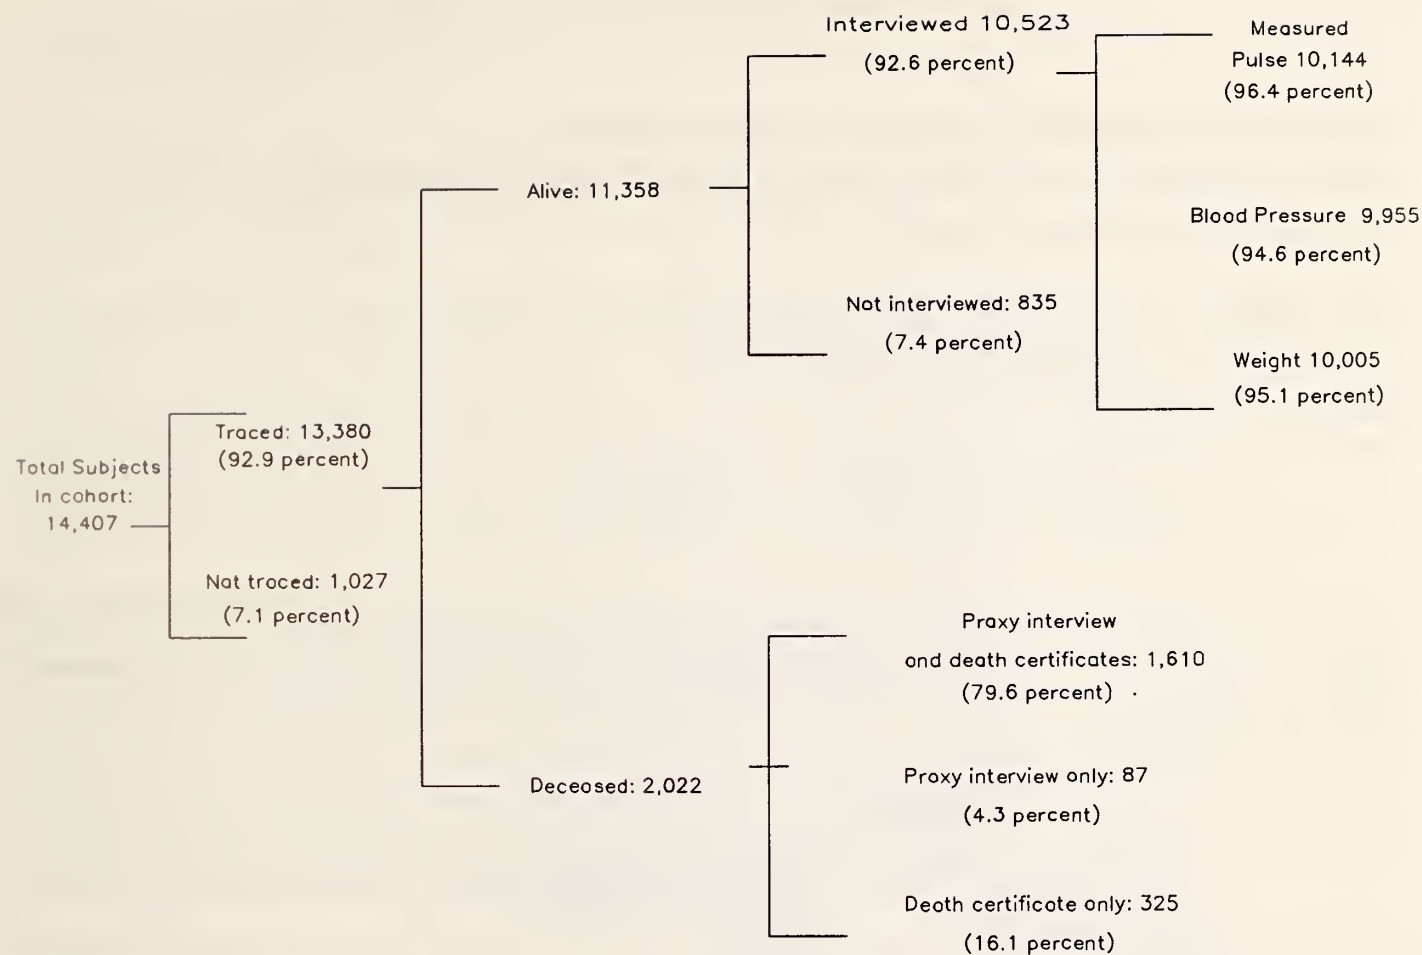 Total Subjects
In cohort:
14,407
Traced: 13,380
(92.9 percent)
Not traced: 1,027
(7.1 percent)
Alive: 11,358
Deceased: 2,022
Interviewed 10,523
(92.6 percent)
Not interviewed: 835
(7.4 percent)
Measured
Pulse 10,144
(96.4 percent)
Blood Pressure 9,955
(94.6 percent)
Weight 10,005
(95.1 percent)
Proxy interview
and death certificates: 1,610
(79.6 percent)
Proxy interview only: 87
(4.3 percent)
Death certificate only: 325
(16.1 percent)